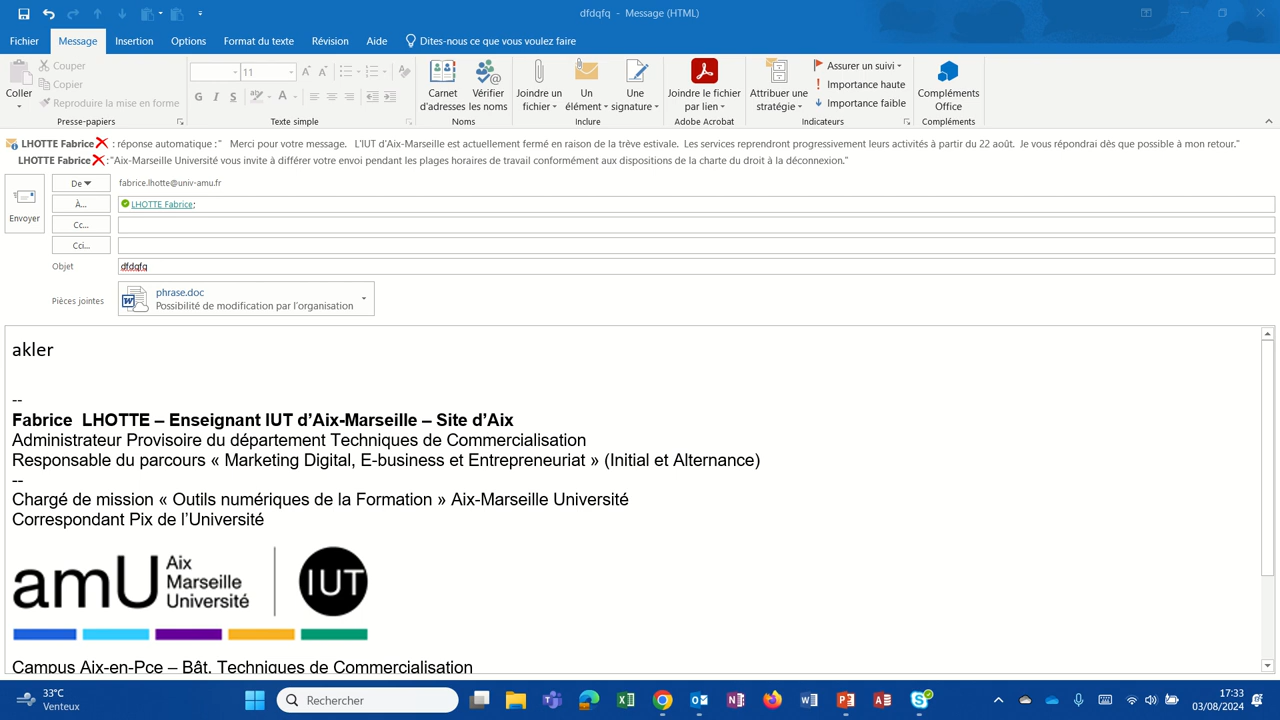 dfdqfq - Message (HTML)
Fichier Message Insertion Options Format du texte Révision Aide Dites-nous ce que vous voulez faire
Coller
Couper
Copier
Reproduire la mise en forme
Presse-papiers
11
G I S A
Texte simple
Carnet d'adresses
Vérifier les noms
Noms
Joindre un fichier
Un élément
Une signature
Inclure
Joindre le fichier par lien
Adobe Acrobat
Attribuer une stratégie
Assurer un suivi
Importance haute
Importance faible
Indicateurs
Compléments Office
Compléments
LHOTTE Fabrice : réponse automatique :" Merci pour votre message. L'IUT d'Aix-Marseille est actuellement fermé en raison de la trève estivale. Les services reprendront progressivement leurs activités à partir du 22 août. Je vous répondrai dès que possible à mon retour."
LHOTTE Fabrice :"Aix-Marseille Université vous invite à différer votre envoi pendant les plages horaires de travail conformément aux dispositions de la charte du droit à la déconnexion."
Envoyer
De fabrice.lhotte@univ-amu.fr
À... LHOTTE Fabrice;
Cc...
Cci...
Objet dfdqfq
Pièces jointes phrase.doc
Possibilité de modification par l'organisation
akler
--
Fabrice LHOTTE – Enseignant IUT d'Aix-Marseille – Site d'Aix
Administrateur Provisoire du département Techniques de Commercialisation
Responsable du parcours « Marketing Digital, E-business et Entrepreneuriat » (Initial et Alternance)
--
Chargé de mission « Outils numériques de la Formation » Aix-Marseille Université
Correspondant Pix de l'Université
amU Aix Marseille Université IUT
Campus Aix-en-Pce – Bât. Techniques de Commercialisation
33°C
Venteux
Rechercher
17:33
03/08/2024